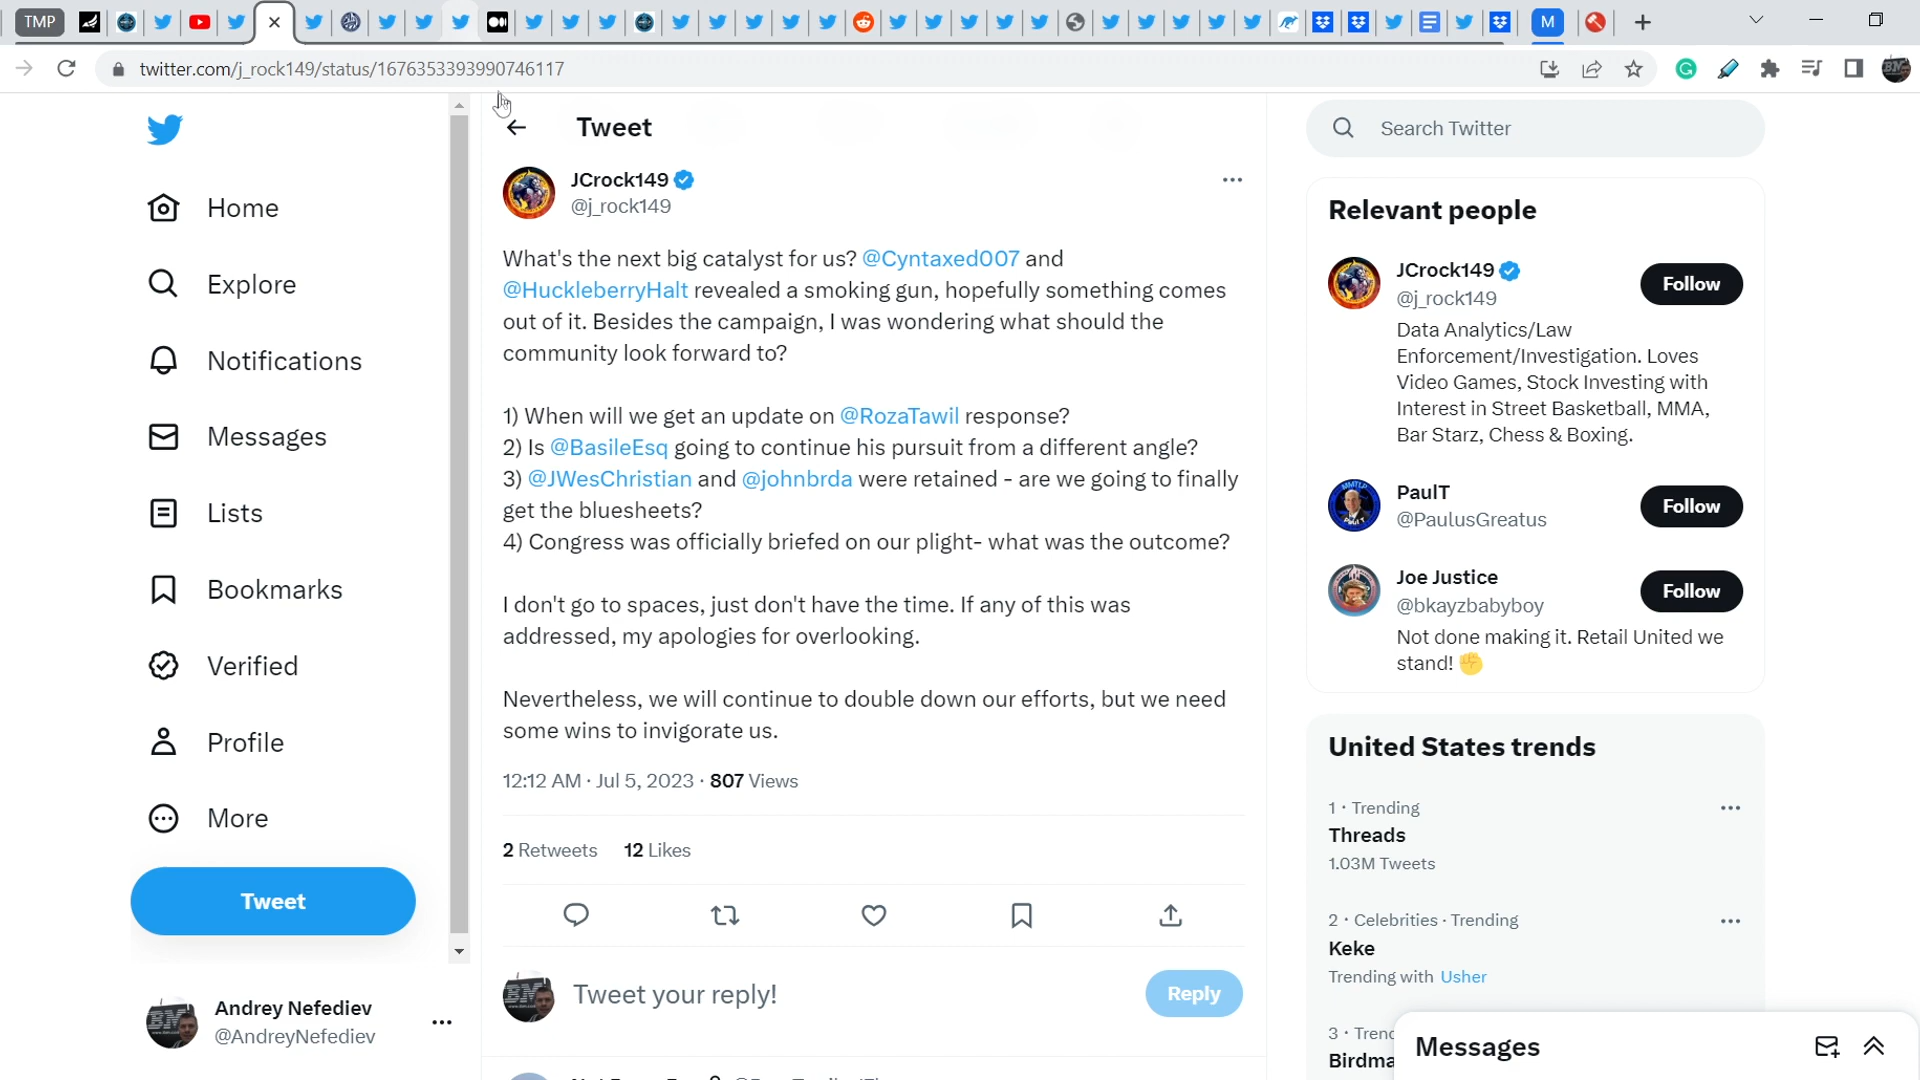 TMP
M
twitter.com/j_rock149/status/1676353393990746117
Home
Explore
Notifications
Messages
Lists
Bookmarks
Verified
Profile
More
Tweet
Andrey Nefediev
@AndreyNefediev
Tweet
JCrock149
@j_rock149
What's the next big catalyst for us? @Cyntaxed007 and
@HuckleberryHalt revealed a smoking gun, hopefully something comes
out of it. Besides the campaign, I was wondering what should the
community look forward to?
1) When will we get an update on @RozaTawil response?
2) Is @BasileEsq going to continue his pursuit from a different angle?
3) @JWesChristian and @johnbrda were retained - are we going to finally
get the bluesheets?
4) Congress was officially briefed on our plight- what was the outcome?
I don't go to spaces, just don't have the time. If any of this was
addressed, my apologies for overlooking.
Nevertheless, we will continue to double down our efforts, but we need
some wins to invigorate us.
12:12 AM · Jul 5, 2023 · 807 Views
2 Retweets 12 Likes
Tweet your reply!
Reply
Search Twitter
Relevant people
JCrock149
@j_rock149
Follow
Data Analytics/Law
Enforcement/Investigation. Loves
Video Games, Stock Investing with
Interest in Street Basketball, MMA,
Bar Starz, Chess & Boxing.
PaulT
@PaulusGreatus
Follow
Joe Justice
@bkayzbabyboy
Follow
Not done making it. Retail United we
stand!
United States trends
1 · Trending
Threads
1.03M Tweets
2 · Celebrities · Trending
Keke
Trending with Usher
3 · Trend
Birdma
Messages